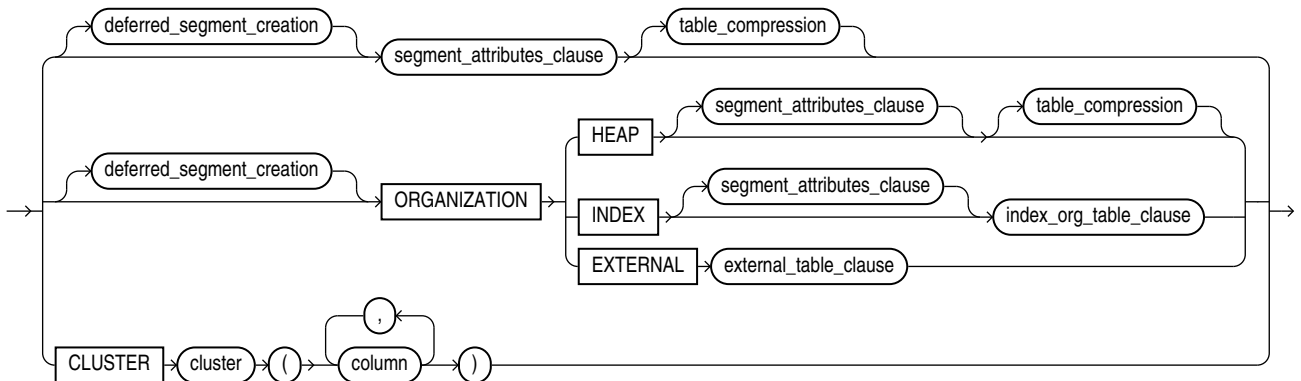 deferred_segment_creation table_compression
segment_attributes_clause
segment_attributes_clause table_compression
HEAP
deferred_segment_creation segment_attributes_clause
ORGANIZATION INDEX index_org_table_clause
EXTERNAL external_table_clause
,
CLUSTER cluster ( column )